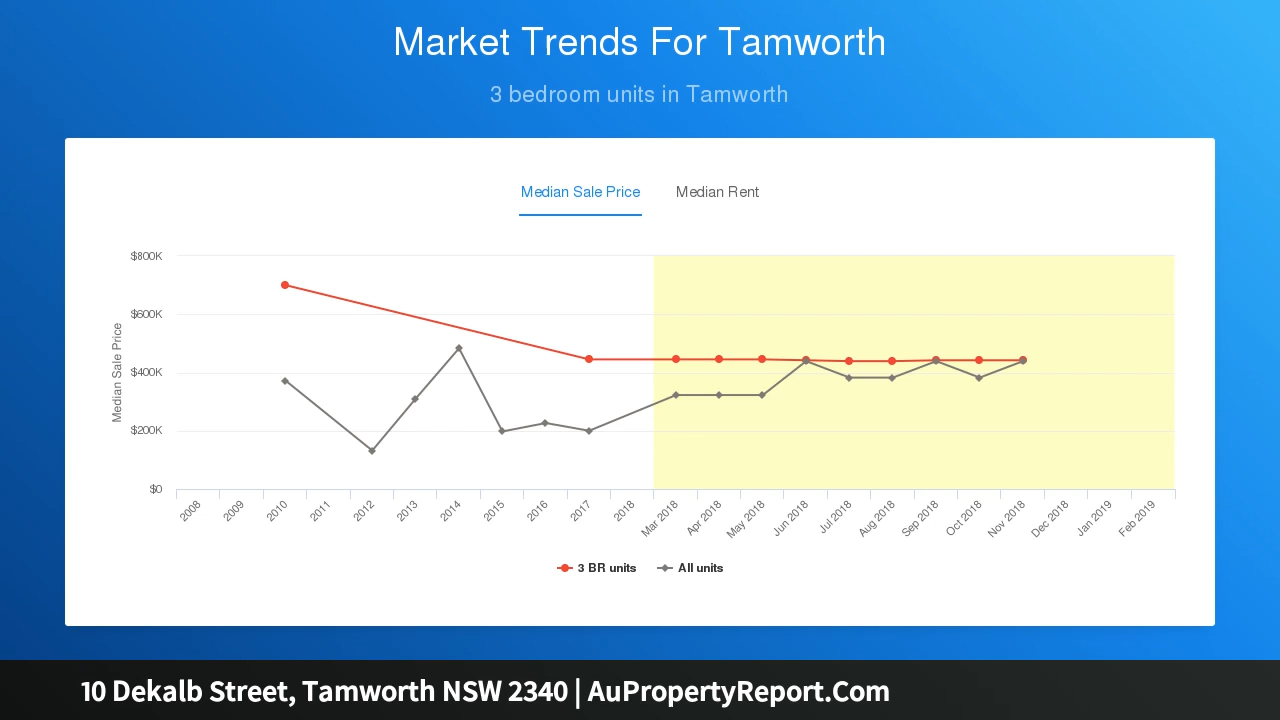 Market Trends For Tamworth
3 bedroom units in Tamworth
Median Sale Price Median Rent
$800K
$600K
$400K
$200K
$0
Median Sale Price
2008 2009 2010 2011 2012 2013 2014 2015 2016 2017 2018 Mar 2018 Apr 2018 May 2018 Jun 2018 Jul 2018 Aug 2018 Sep 2018 Oct 2018 Nov 2018 Dec 2018 Jan 2019 Feb 2019
3 BR units All units
10 Dekalb Street, Tamworth NSW 2340 | AuPropertyReport.Com